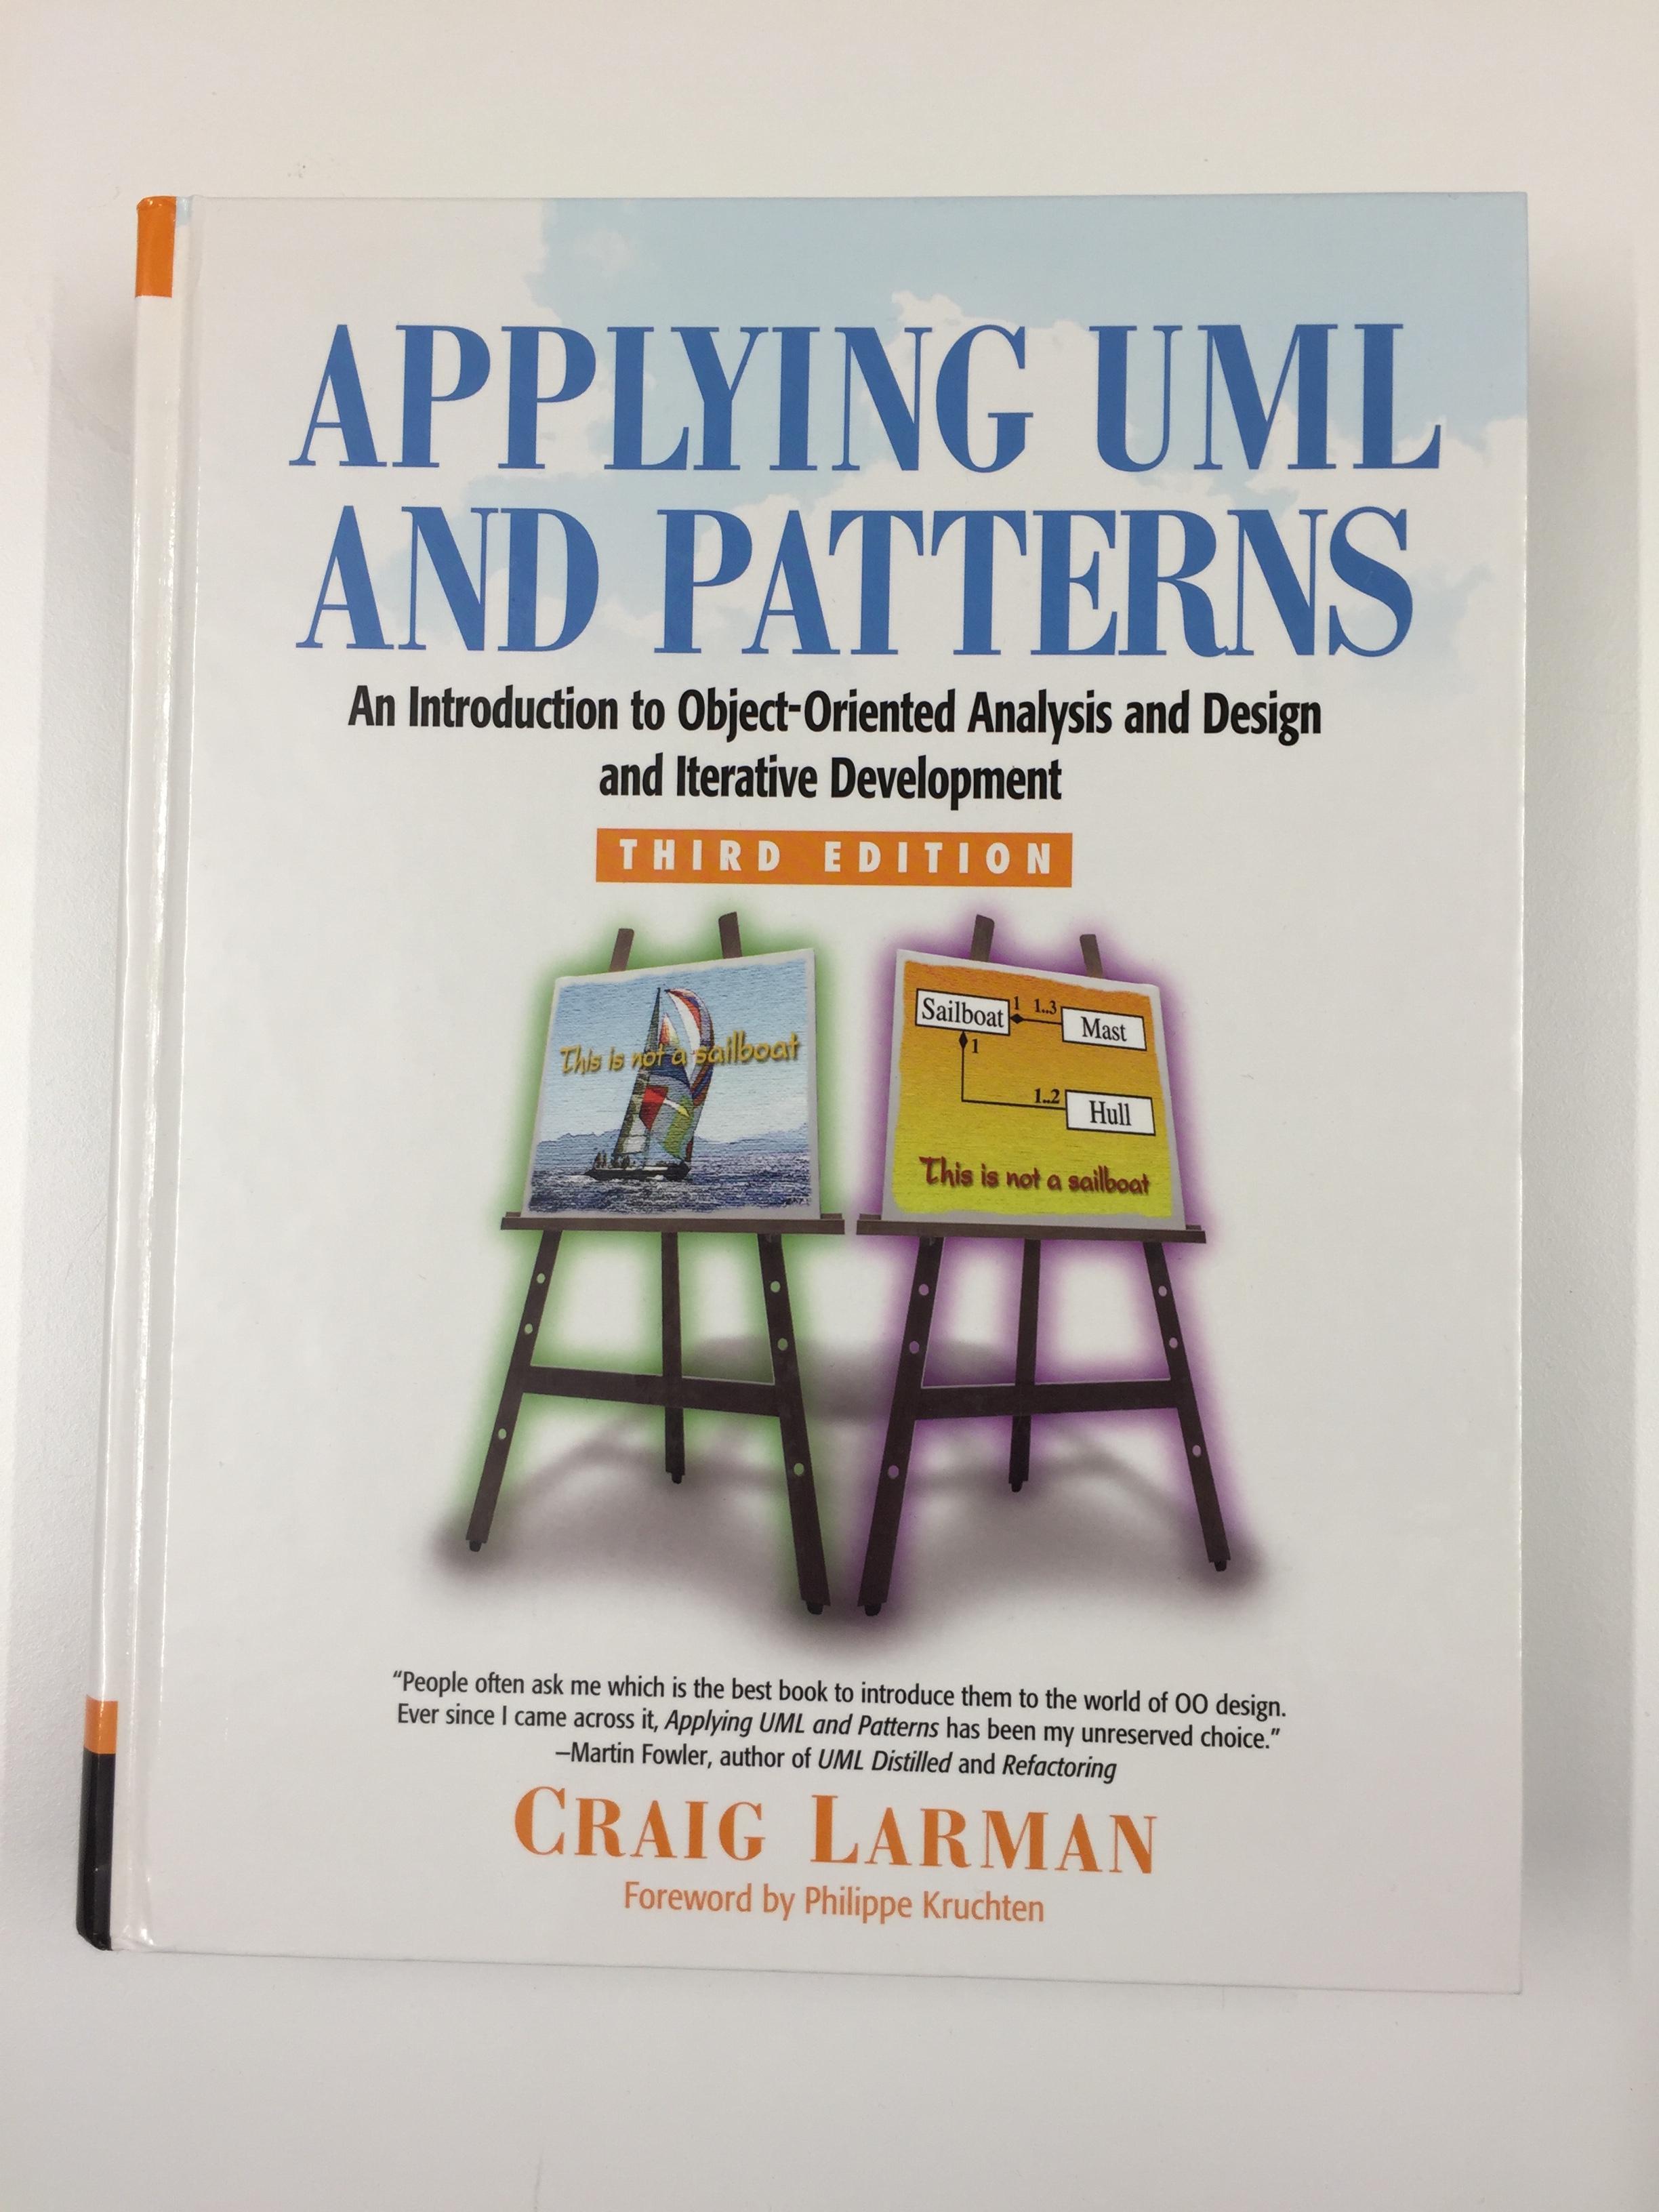 APPLYING UML
AND PATTERNS
An Introduction to Object-Oriented Analysis and Design
and Iterative Development
THIRD EDITION
This is not a sailboat
Sailboat 1 1..3 Mast
1
1..2 Hull
This is not a sailboat
“People often ask me which is the best book to introduce them to the world of OO design.
Ever since I came across it, Applying UML and Patterns has been my unreserved choice.”
–Martin Fowler, author of UML Distilled and Refactoring
CRAIG LARMAN
Foreword by Philippe Kruchten